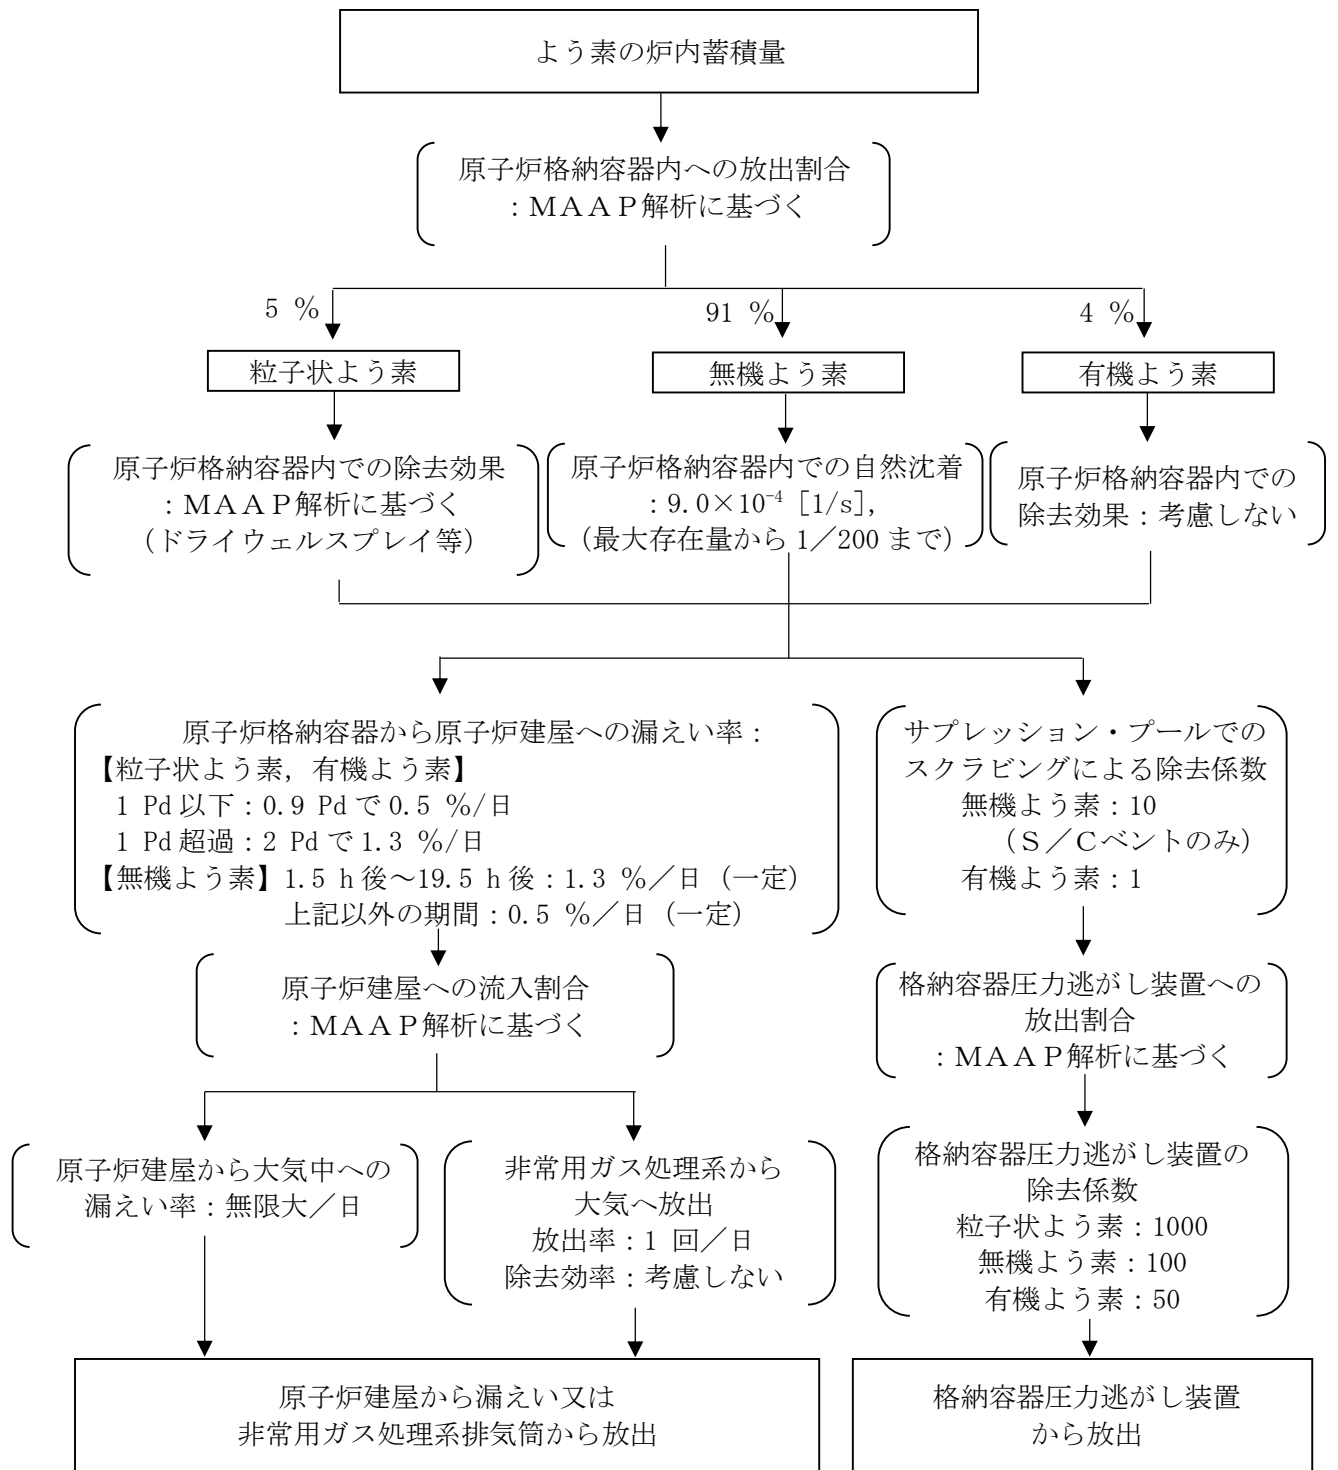 よう素の炉内蓄積量
原子炉格納容器内への放出割合
：ＭＡＡＰ解析に基づく
5 %
91 %
4 %
粒子状よう素
無機よう素
有機よう素
原子炉格納容器内での除去効果
：ＭＡＡＰ解析に基づく
（ドライウェルスプレイ等）
原子炉格納容器内での自然沈着
：9.0×10⁻⁴ [1/s]，
（最大存在量から 1／200 まで）
原子炉格納容器内での
除去効果：考慮しない
原子炉格納容器から原子炉建屋への漏えい率：
【粒子状よう素，有機よう素】
1 Pd 以下：0.9 Pd で 0.5 %/日
1 Pd 超過：2 Pd で 1.3 %/日
【無機よう素】1.5 h 後～19.5 h 後：1.3 %／日（一定）
上記以外の期間：0.5 %／日（一定）
サプレッション・プールでの
スクラビングによる除去係数
無機よう素：10
（Ｓ／Ｃベントのみ）
有機よう素：1
原子炉建屋への流入割合
：ＭＡＡＰ解析に基づく
格納容器圧力逃がし装置への
放出割合
：ＭＡＡＰ解析に基づく
原子炉建屋から大気中への
漏えい率：無限大／日
非常用ガス処理系から
大気へ放出
放出率：1 回／日
除去効率：考慮しない
格納容器圧力逃がし装置の
除去係数
粒子状よう素：1000
無機よう素：100
有機よう素：50
原子炉建屋から漏えい又は
非常用ガス処理系排気筒から放出
格納容器圧力逃がし装置
から放出